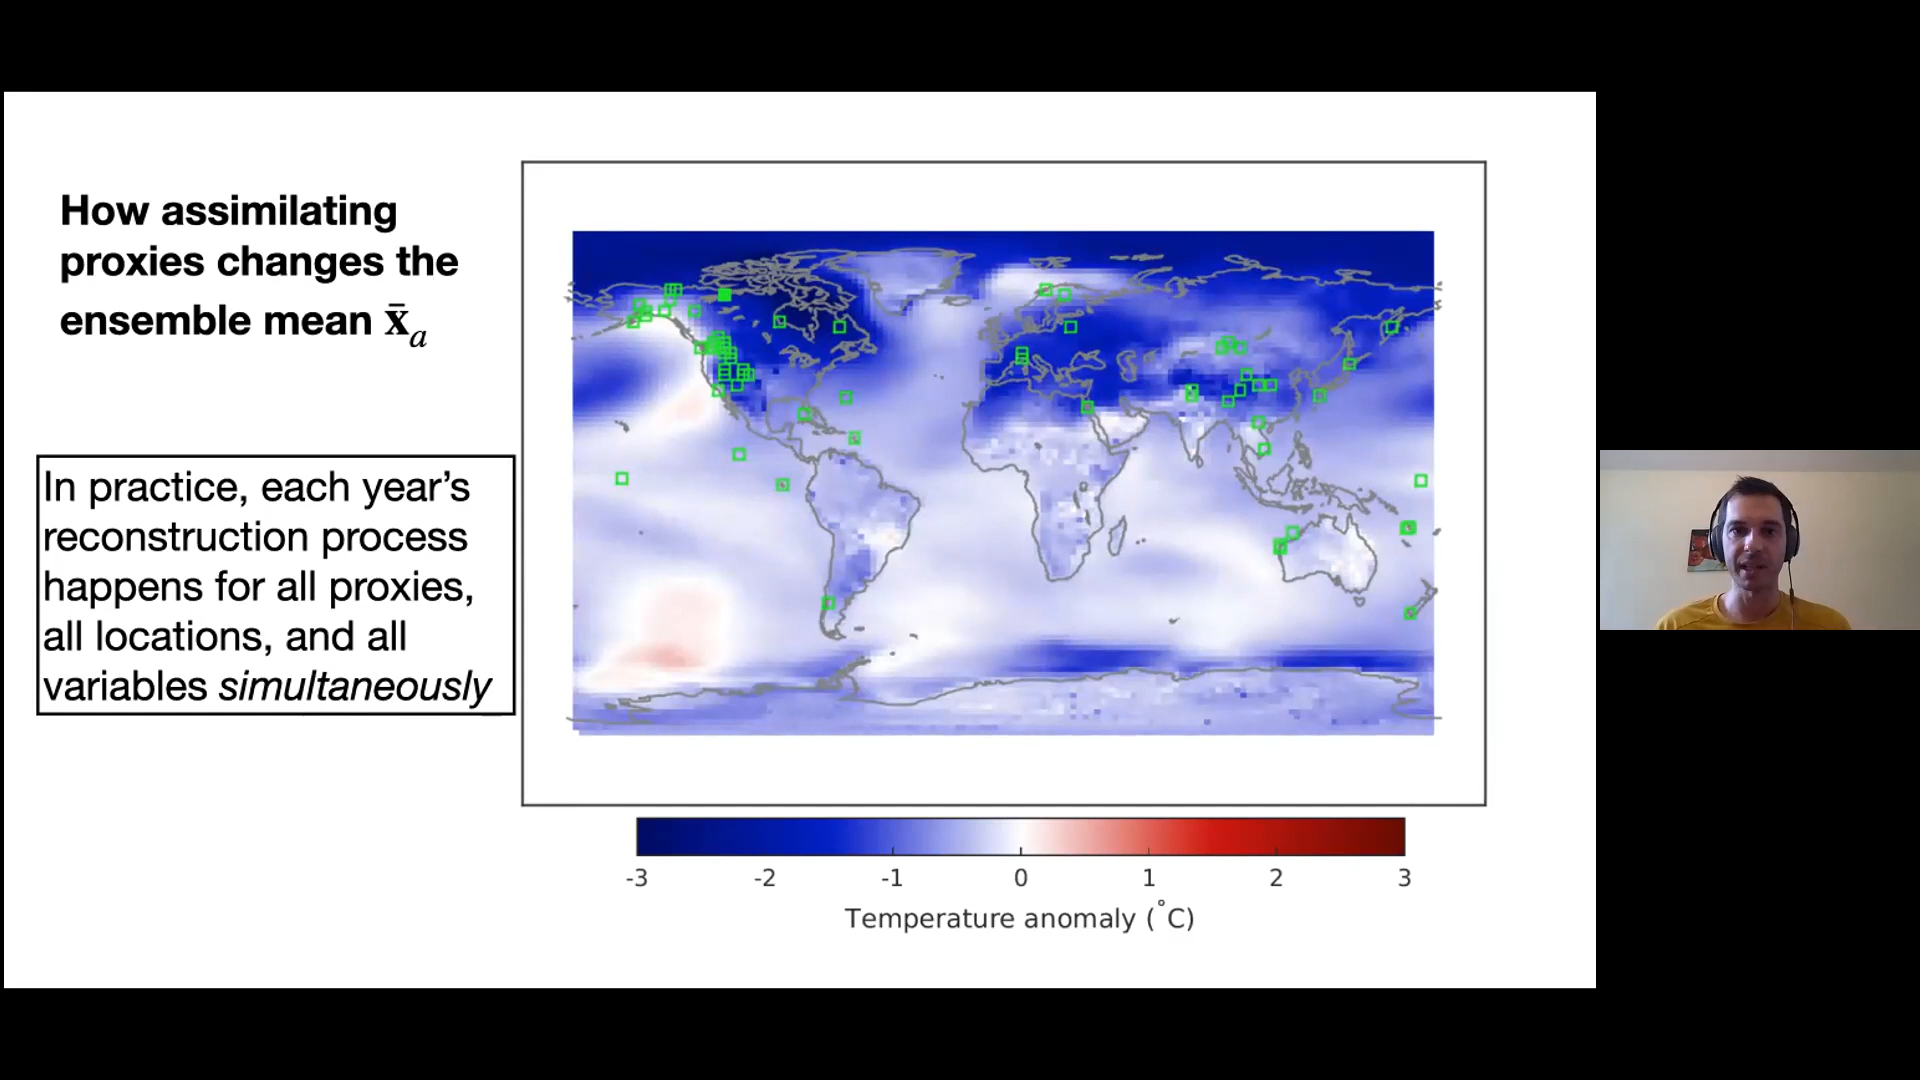 How assimilating
proxies changes the
ensemble mean x̄ₐ
In practice, each year’s
reconstruction process
happens for all proxies,
all locations, and all
variables simultaneously
-3 -2 -1 0 1 2 3
Temperature anomaly (°C)